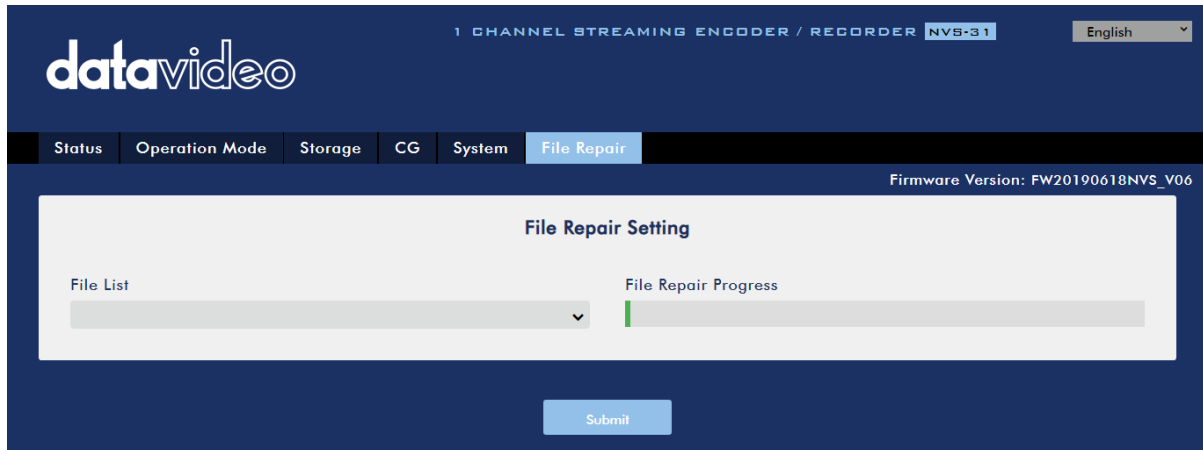 1 CHANNEL STREAMING ENCODER / RECORDER NVS-31
English
datavideo
Status Operation Mode Storage CG System File Repair
Firmware Version: FW20190618NVS_V06
File Repair Setting
File List File Repair Progress
Submit